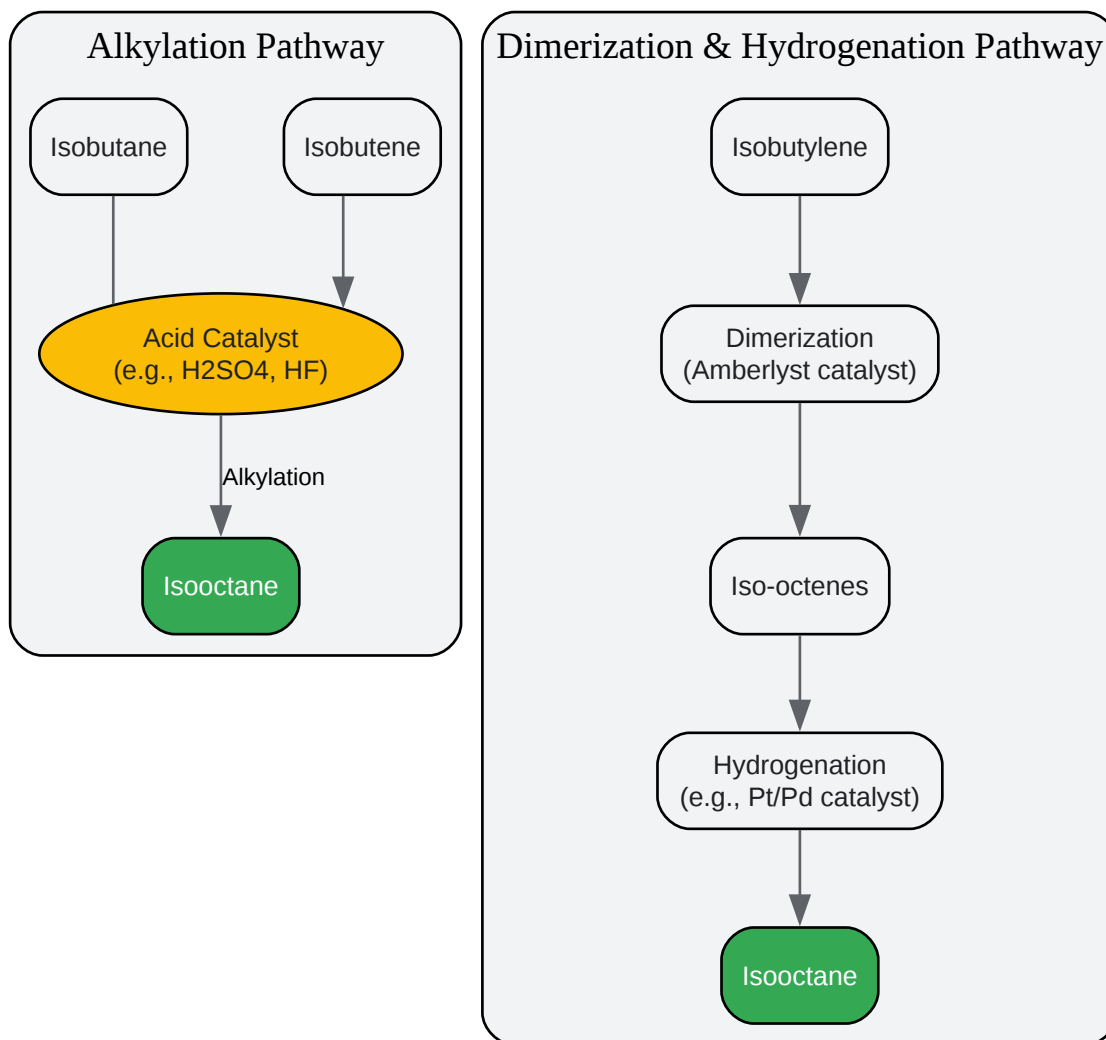 Alkylation Pathway
Isobutane
Isobutene
Acid Catalyst
(e.g., H2SO4, HF)
Alkylation
Isooctane
Dimerization & Hydrogenation Pathway
Isobutylene
Dimerization
(Amberlyst catalyst)
Iso-octenes
Hydrogenation
(e.g., Pt/Pd catalyst)
Isooctane